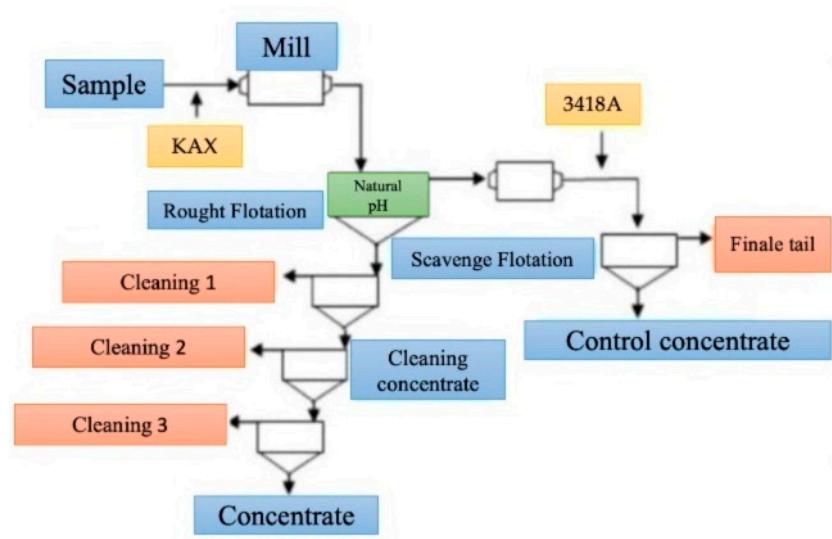 Mill
Sample
3418A
KAX
Natural
pH
Rought Flotation
Scavenge Flotation
Finale tail
Cleaning 1
Cleaning 2
Control concentrate
Cleaning
concentrate
Cleaning 3
Concentrate